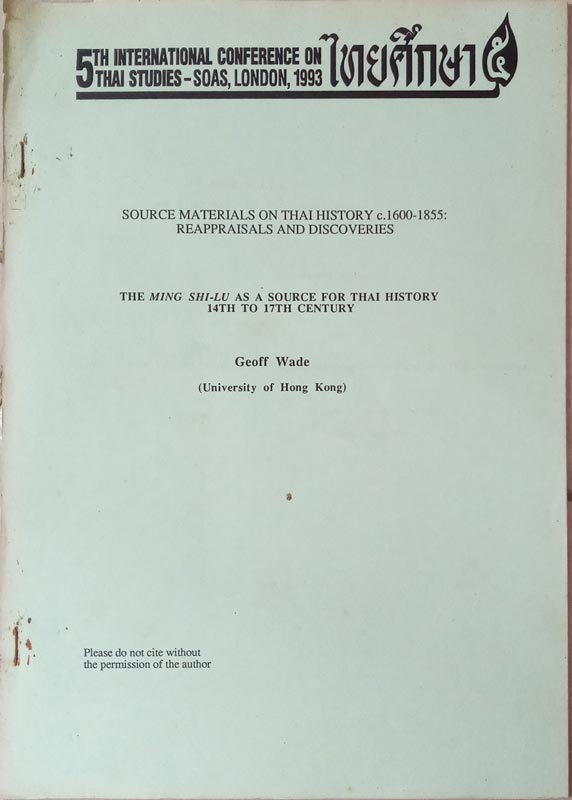 5TH INTERNATIONAL CONFERENCE ON
THAI STUDIES – SOAS, LONDON, 1993
ไทยศึกษา ๕
SOURCE MATERIALS ON THAI HISTORY c.1600-1855:
REAPPRAISALS AND DISCOVERIES
THE MING SHI-LU AS A SOURCE FOR THAI HISTORY
14TH TO 17TH CENTURY
Geoff Wade
(University of Hong Kong)
Please do not cite without
the permission of the author